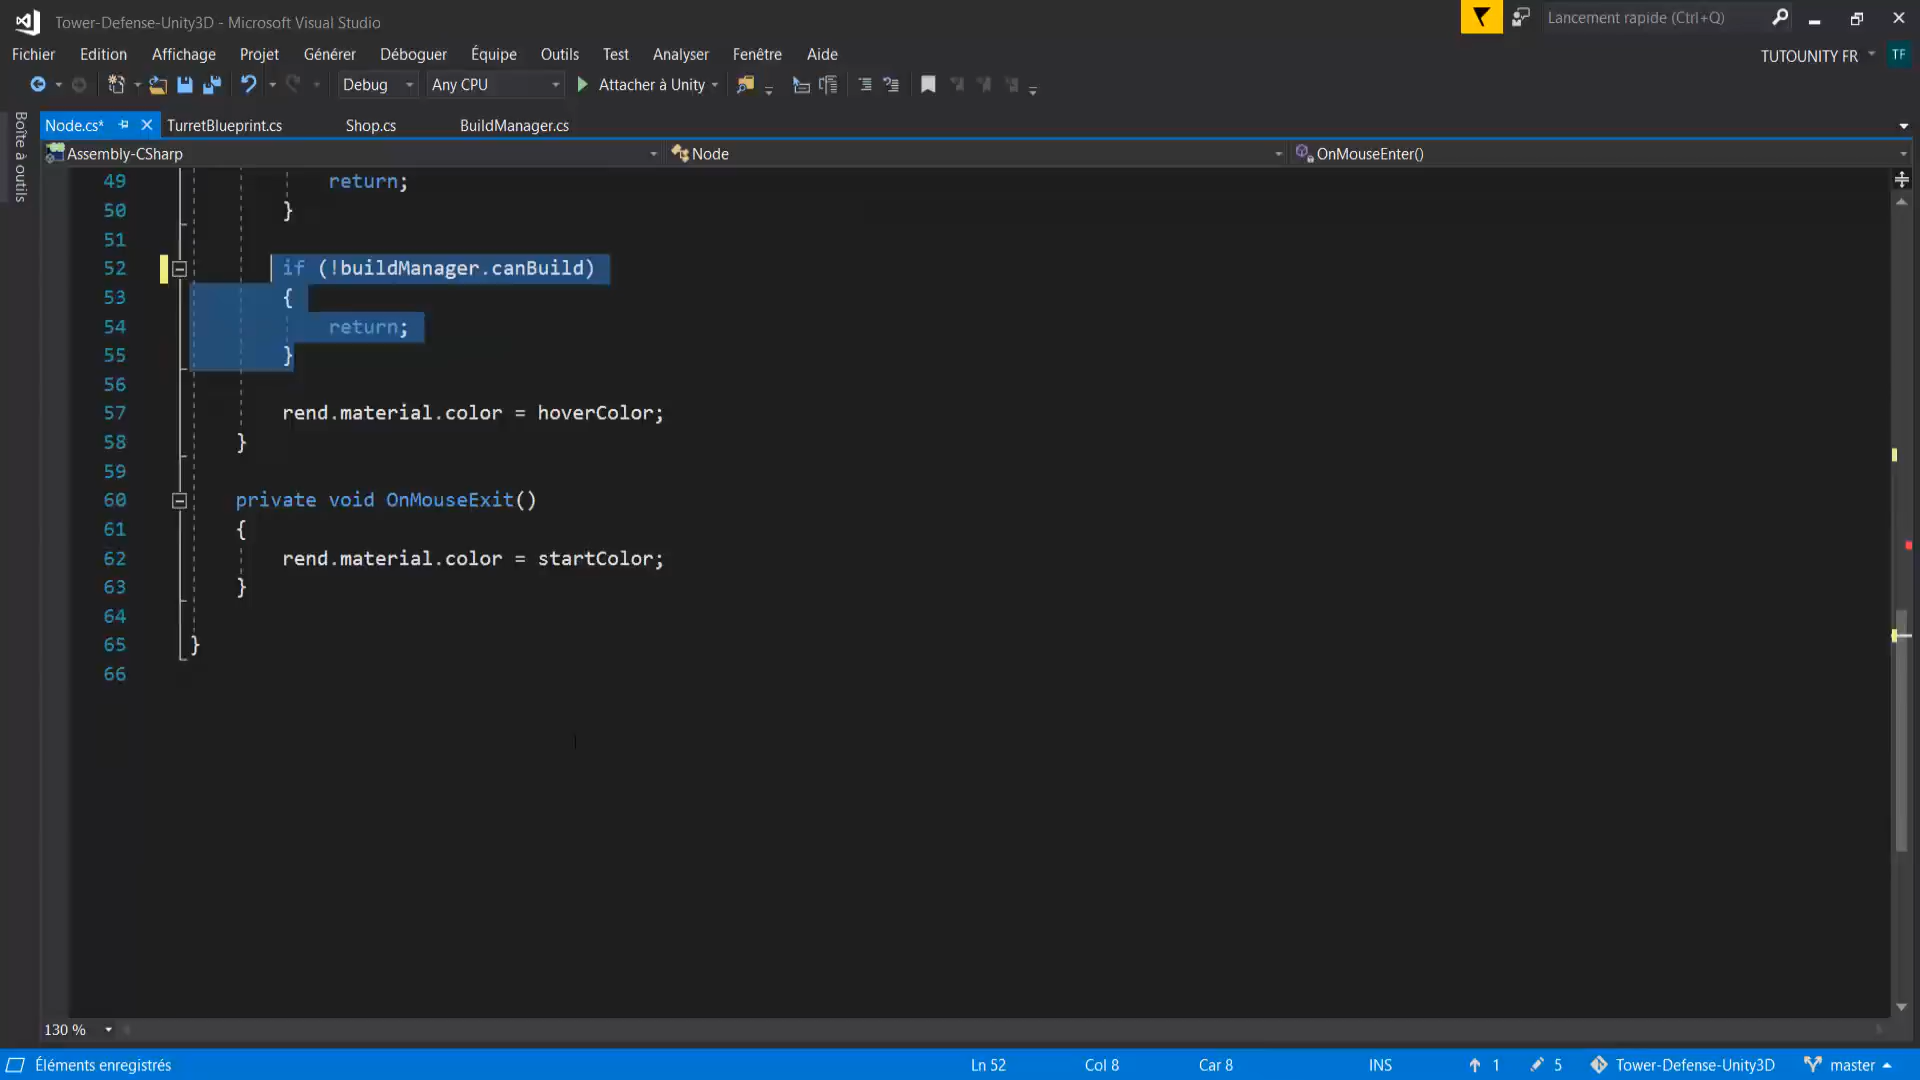 Tower-Defense-Unity3D - Microsoft Visual Studio
Lancement rapide (Ctrl+Q)
Fichier Edition Affichage Projet Générer Déboguer Équipe Outils Test Analyser Fenêtre Aide
TUTOUNITY FR TF
Debug Any CPU Attacher à Unity
Boîte à outils
Node.cs* TurretBlueprint.cs Shop.cs BuildManager.cs
Assembly-CSharp Node OnMouseEnter()
49 return;
50 }
51
52 if (!buildManager.canBuild)
53 {
54 return;
55 }
56
57 rend.material.color = hoverColor;
58 }
59
60 private void OnMouseExit()
61 {
62 rend.material.color = startColor;
63 }
64
65 }
66
130 %
Éléments enregistrés Ln 52 Col 8 Car 8 INS 1 5 Tower-Defense-Unity3D master